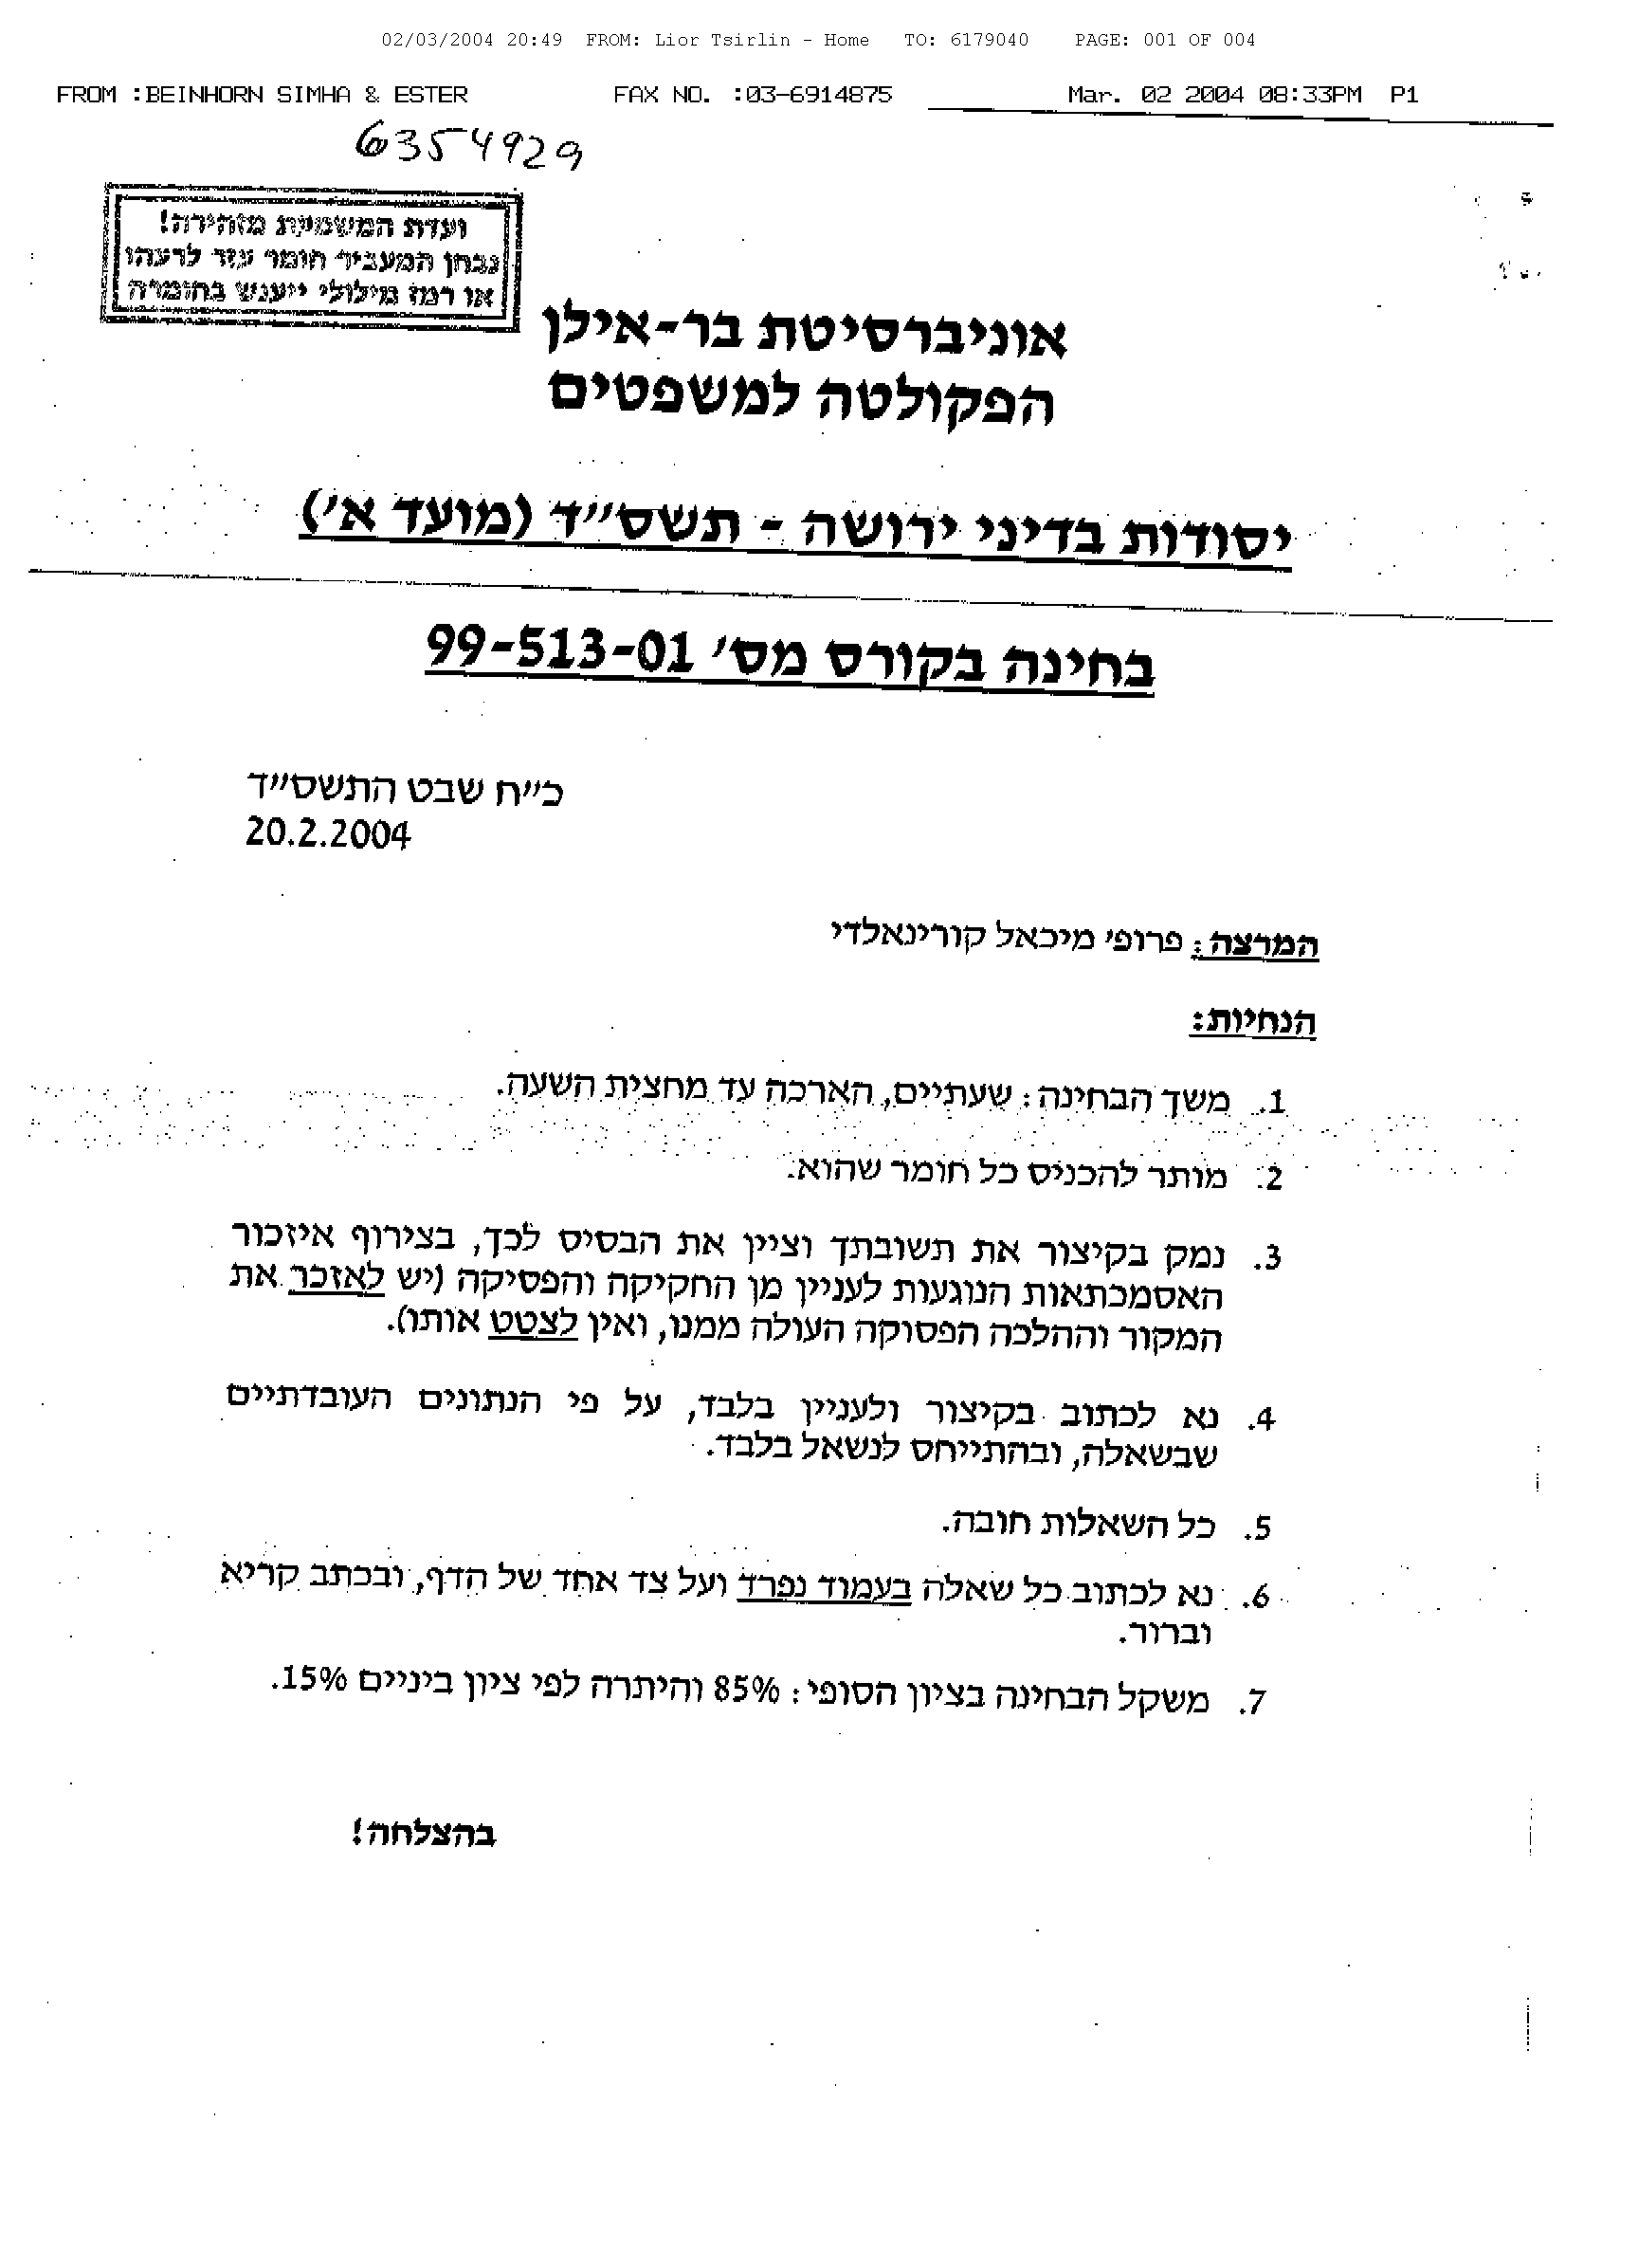 02/03/2004 20:49 FROM: Lior Tsirlin - Home TO: 6179040 PAGE: 001 OF 004
FROM :BEINHORN SIMHA & ESTER FAX NO. :03-6914875 Mar. 02 2004 08:33PM P1
6354929
ועדת המשמעת מזהירה!
נבחן המעביר חומר עזר לרעהו
או רמז מילולי ייענש בחומרה
אוניברסיטת בר-אילן
הפקולטה למשפטים
יסודות בדיני ירושה - תשס״ד (מועד א׳)
בחינה בקורס מס׳ 99-513-01
כ״ח שבט התשס״ד
20.2.2004
המרצה: פרופ׳ מיכאל קורינאלדי
הנחיות:
1. משך הבחינה: שעתיים, הארכה עד מחצית השעה.
2. מותר להכניס כל חומר שהוא.
3. נמק בקיצור את תשובתך וציין את הבסיס לכך, בצירוף איזכור
האסמכתאות הנוגעות לעניין מן החקיקה והפסיקה (יש לאזכר את
המקור וההלכה הפסוקה העולה ממנו, ואין לצטט אותו).
4. נא לכתוב בקיצור ולעניין בלבד, על פי הנתונים העובדתיים
שבשאלה, ובהתייחס לנשאל בלבד.
5. כל השאלות חובה.
6. נא לכתוב כל שאלה בעמוד נפרד ועל צד אחד של הדף, ובכתב קריא
וברור.
7. משקל הבחינה בציון הסופי: 85% והיתרה לפי ציון ביניים 15%.
בהצלחה!